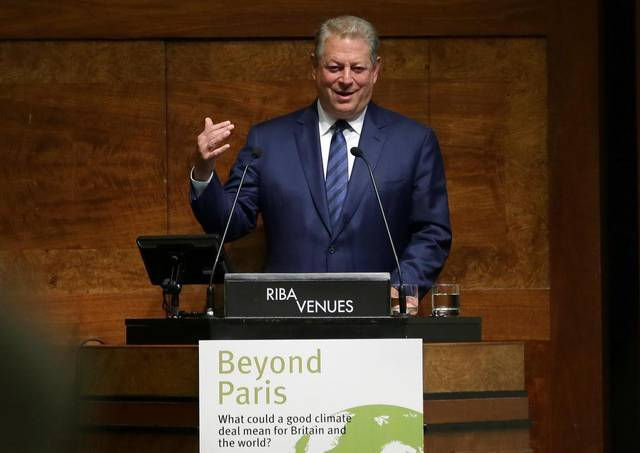 RIBA
VENUES
Beyond
Paris
What could a good climate
deal mean for Britain and
the world?